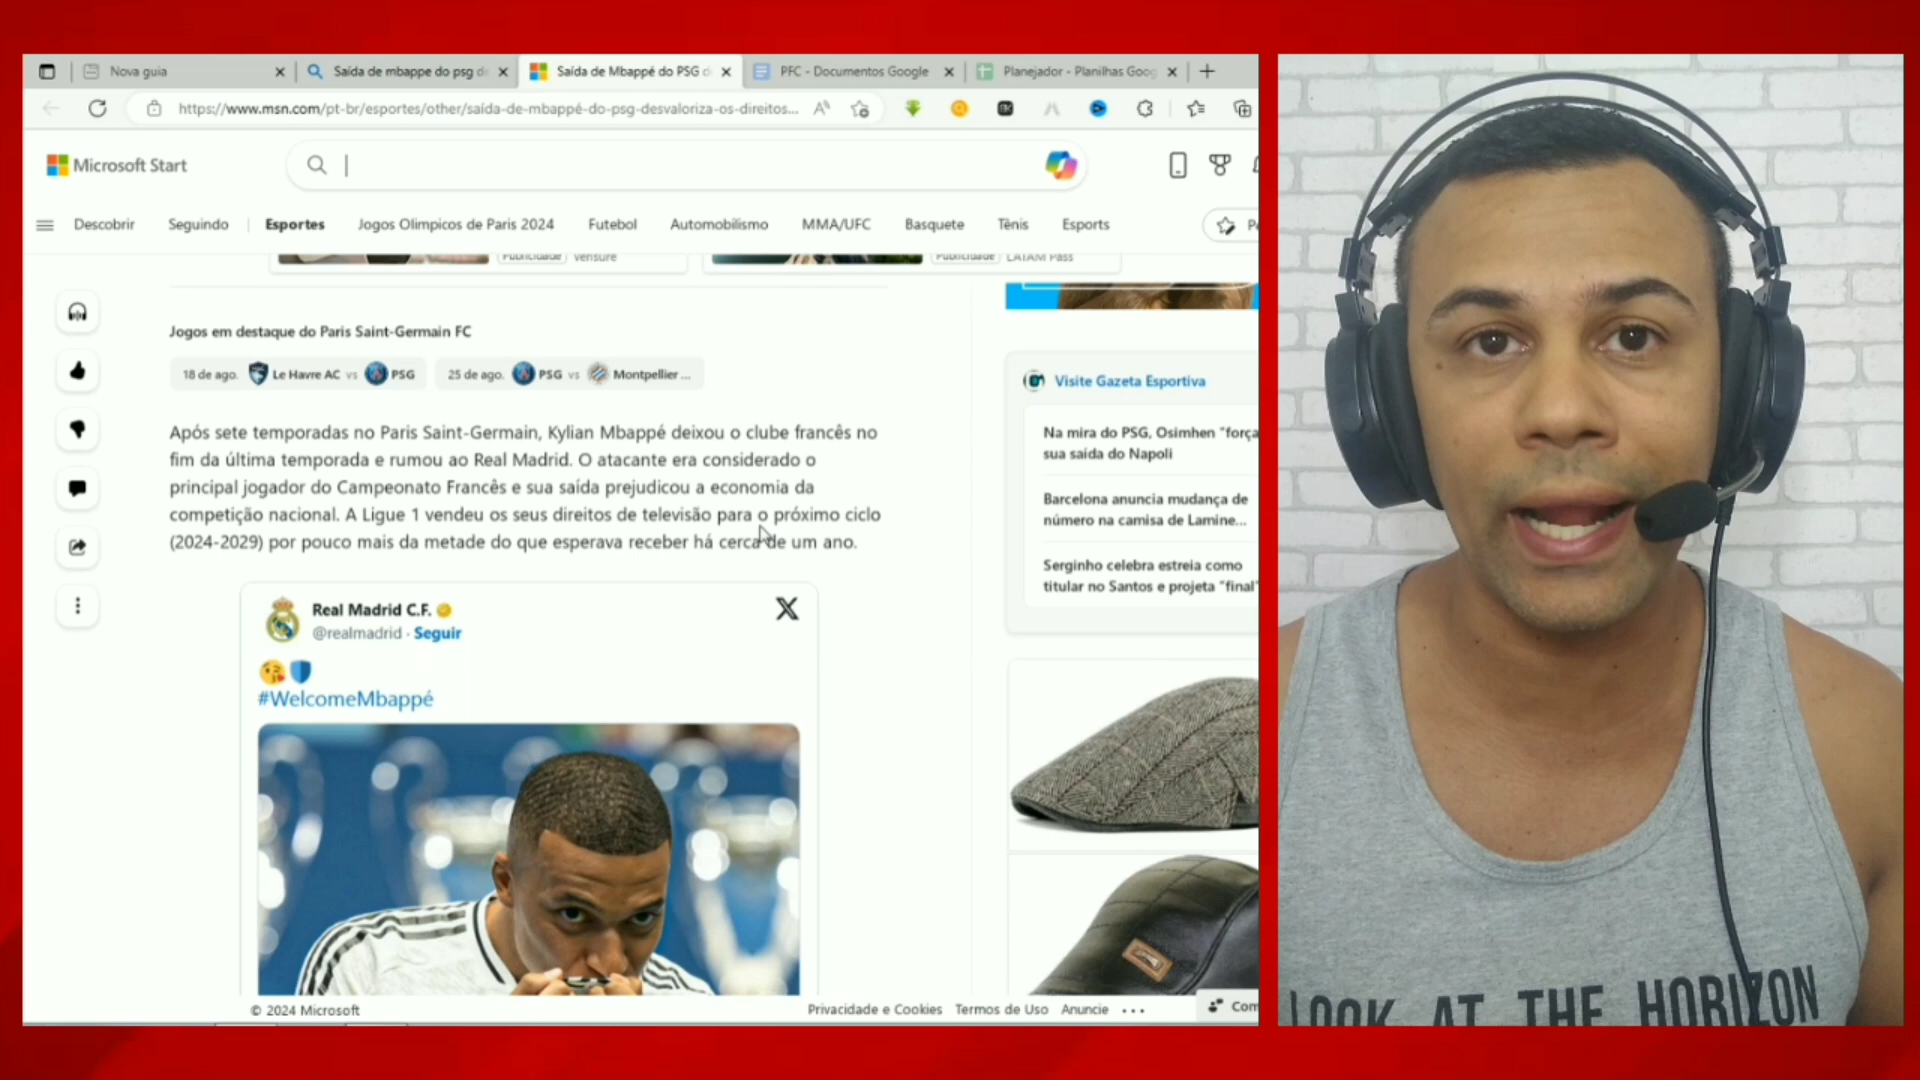 Nova guia
Saída de mbappe do psg d
Saída de Mbappé do PSG d
PFC - Documentos Google
Planejador - Planilhas Goog
https://www.msn.com/pt-br/esportes/other/saída-de-mbappé-do-psg-desvaloriza-os-direitos...
Microsoft Start
Descobrir
Seguindo
Esportes
Jogos Olímpicos de Paris 2024
Futebol
Automobilismo
MMA/UFC
Basquete
Tênis
Esports
Publicidade Verisure
Publicidade LATAM Pass
Jogos em destaque do Paris Saint-Germain FC
18 de ago. Le Havre AC vs PSG
25 de ago. PSG vs Montpellier ...
Após sete temporadas no Paris Saint-Germain, Kylian Mbappé deixou o clube francês no
fim da última temporada e rumou ao Real Madrid. O atacante era considerado o
principal jogador do Campeonato Francês e sua saída prejudicou a economia da
competição nacional. A Ligue 1 vendeu os seus direitos de televisão para o próximo ciclo
(2024-2029) por pouco mais da metade do que esperava receber há cerca de um ano.
Real Madrid C.F.
@realmadrid · Seguir
#WelcomeMbappé
Visite Gazeta Esportiva
Na mira do PSG, Osimhen "força
sua saída do Napoli
Barcelona anuncia mudança de
número na camisa de Lamine...
Serginho celebra estreia como
titular no Santos e projeta "final"
© 2024 Microsoft
Privacidade e Cookies
Termos de Uso
Anuncie
Com
LOOK AT THE HORIZON